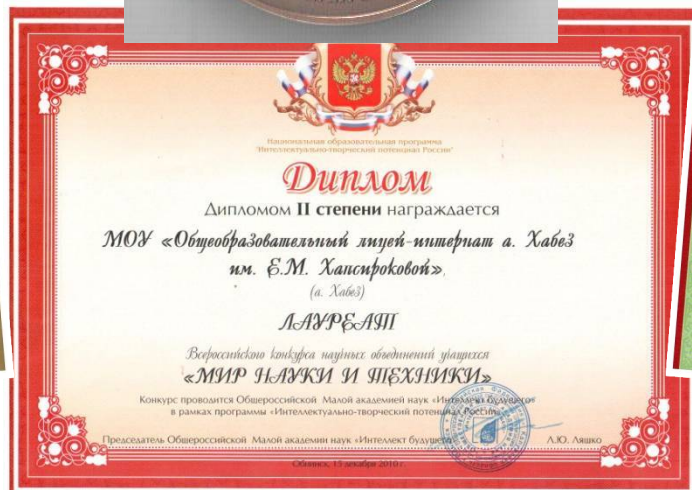 Национальная образовательная программа
"Интеллектуально-творческий потенциал России"
Диплом
Дипломом II степени награждается
МОУ «Общеобразовательный лицей-интернат а. Хабез
им. Е.М. Хапсироковой»
(а. Хабез)
ЛАУРЕАТ
Всероссийского конкурса научных объединений учащихся
«МИР НАУКИ И ТЕХНИКИ»
Конкурс проводится Общероссийской Малой академией наук «Интеллект будущего»
в рамках программы «Интеллектуально-творческий потенциал России»
Председатель Общероссийской Малой академии наук «Интеллект будущего» А.Ю. Ляшко
Обнинск, 15 декабря 2010 г.